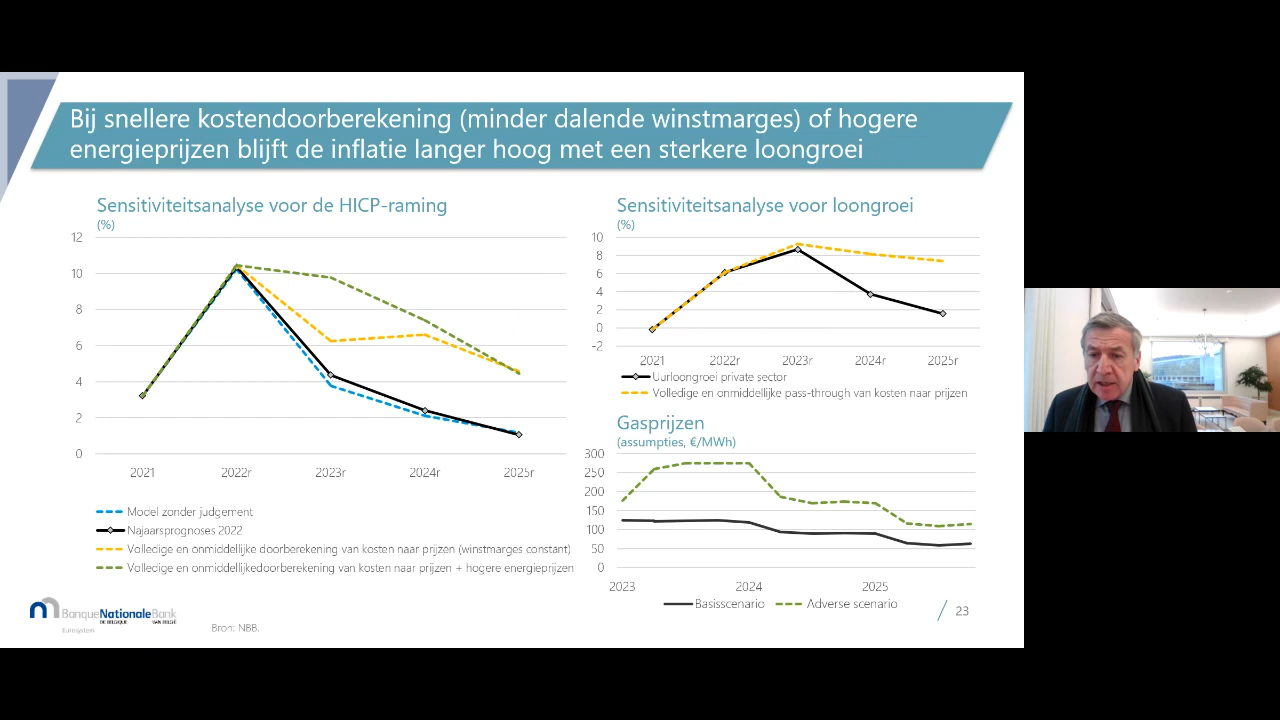 Bij snellere kostendoorberekening (minder dalende winstmarges) of hogere
energieprijzen blijft de inflatie langer hoog met een sterkere loongroei
Sensitiviteitsanalyse voor de HICP-raming
(%)
12
10
8
6
4
2
0
2021
2022r
2023r
2024r
2025r
Model zonder judgement
Najaarsprognoses 2022
Volledige en onmiddellijke doorberekening van kosten naar prijzen (winstmarges constant)
Volledige en onmiddellijkedoorberekening van kosten naar prijzen + hogere energieprijzen
Sensitiviteitsanalyse voor loongroei
(%)
10
8
6
4
2
0
-2
2021
2022r
2023r
2024r
2025r
Uurloongroei private sector
Volledige en onmiddellijke pass-through van kosten naar prijzen
Gasprijzen
(assumpties, €/MWh)
300
250
200
150
100
50
0
2023
2024
2025
Basisscenario
Adverse scenario
BanqueNationaleBank
DE BELGIQUE VAN BELGIË
Eurosystem
Bron: NBB.
23